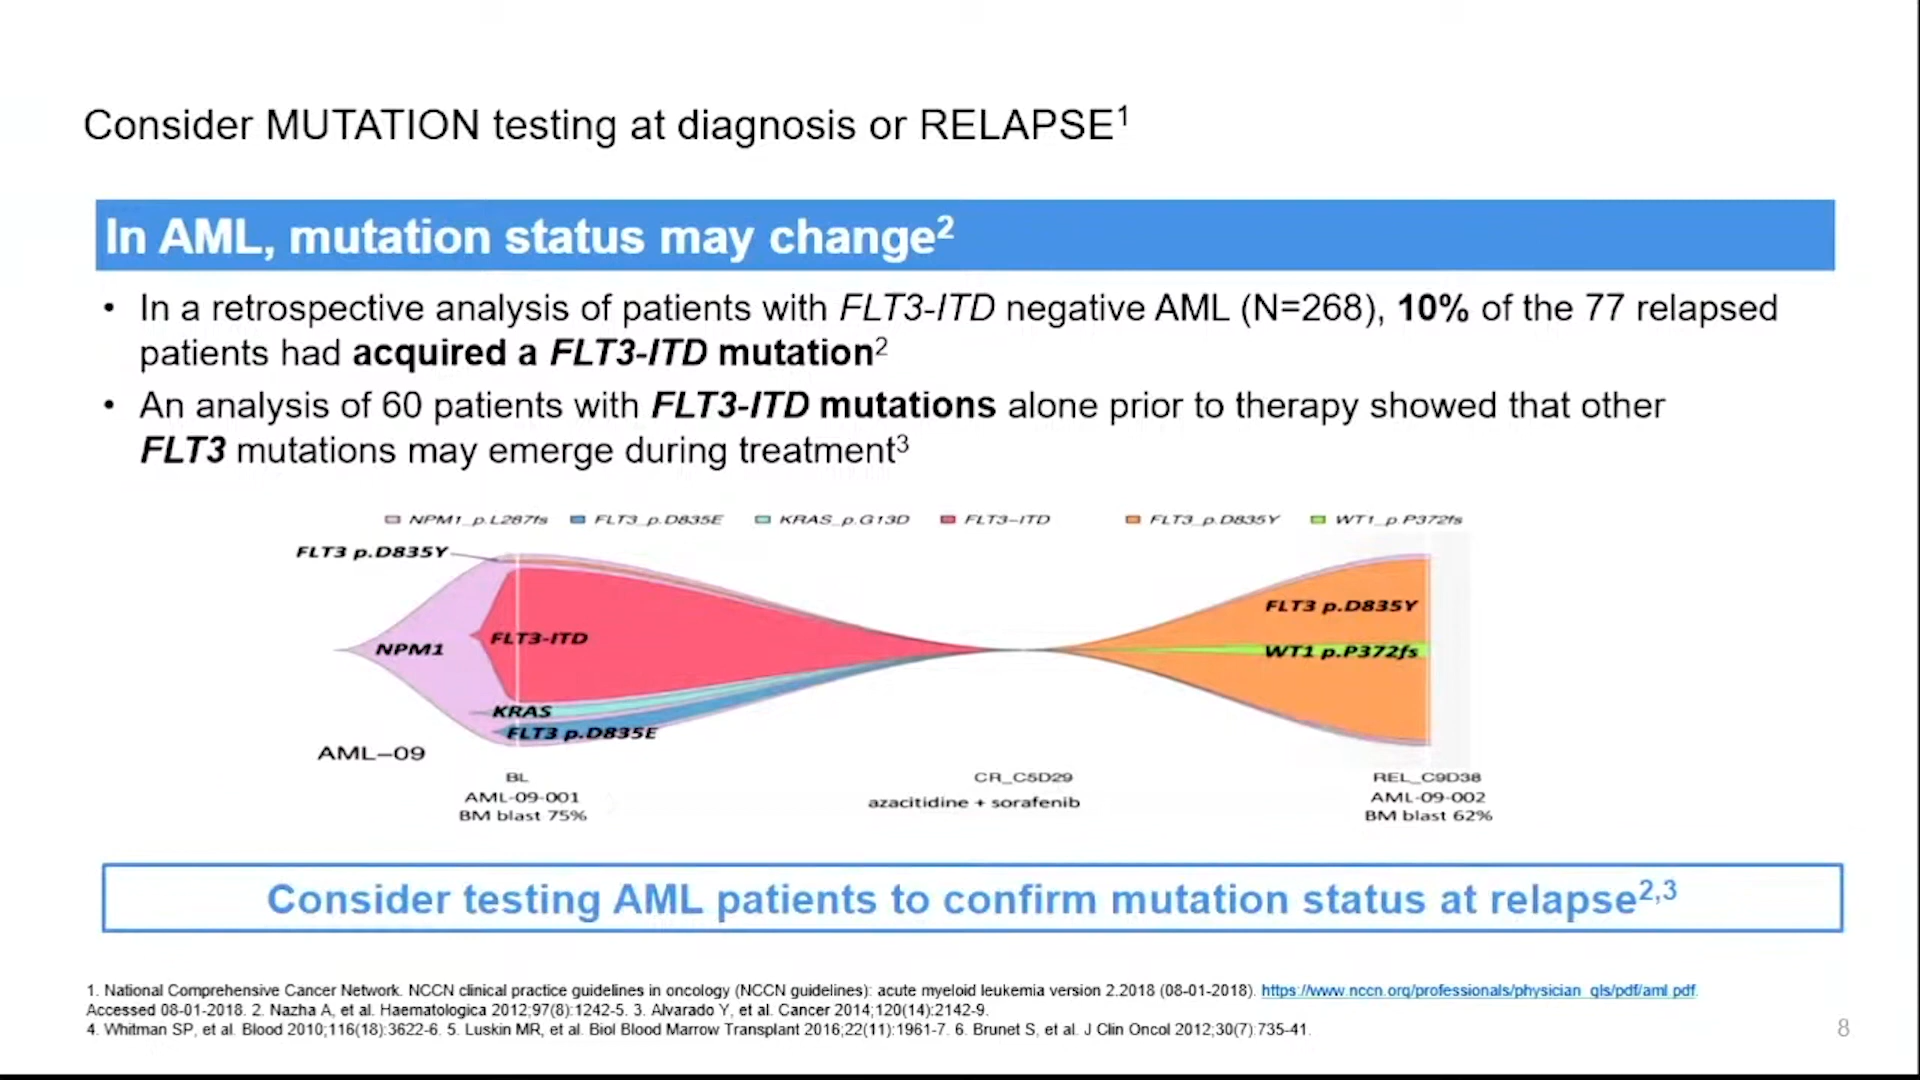 Consider MUTATION testing at diagnosis or RELAPSE1
In AML, mutation status may change2
• In a retrospective analysis of patients with FLT3-ITD negative AML (N=268), 10% of the 77 relapsed
patients had acquired a FLT3-ITD mutation2
• An analysis of 60 patients with FLT3-ITD mutations alone prior to therapy showed that other
FLT3 mutations may emerge during treatment3
NPM1_p.L287fs FLT3_p.D835E KRAS_p.G13D FLT3–ITD FLT3_p.D835Y WT1_p.P372fs
FLT3 p.D835Y
FLT3 p.D835Y
FLT3-ITD
NPM1
WT1 p.P372fs
KRAS
FLT3 p.D835E
AML–09
BL CR_C5D29 REL_C9D38
AML-09-001 azacitidine + sorafenib AML-09-002
BM blast 75% BM blast 62%
Consider testing AML patients to confirm mutation status at relapse2,3
1. National Comprehensive Cancer Network. NCCN clinical practice guidelines in oncology (NCCN guidelines): acute myeloid leukemia version 2.2018 (08-01-2018). https://www.nccn.org/professionals/physician_gls/pdf/aml.pdf.
Accessed 08-01-2018. 2. Nazha A, et al. Haematologica 2012;97(8):1242-5. 3. Alvarado Y, et al. Cancer 2014;120(14):2142-9.
4. Whitman SP, et al. Blood 2010;116(18):3622-6. 5. Luskin MR, et al. Biol Blood Marrow Transplant 2016;22(11):1961-7. 6. Brunet S, et al. J Clin Oncol 2012;30(7):735-41.
8